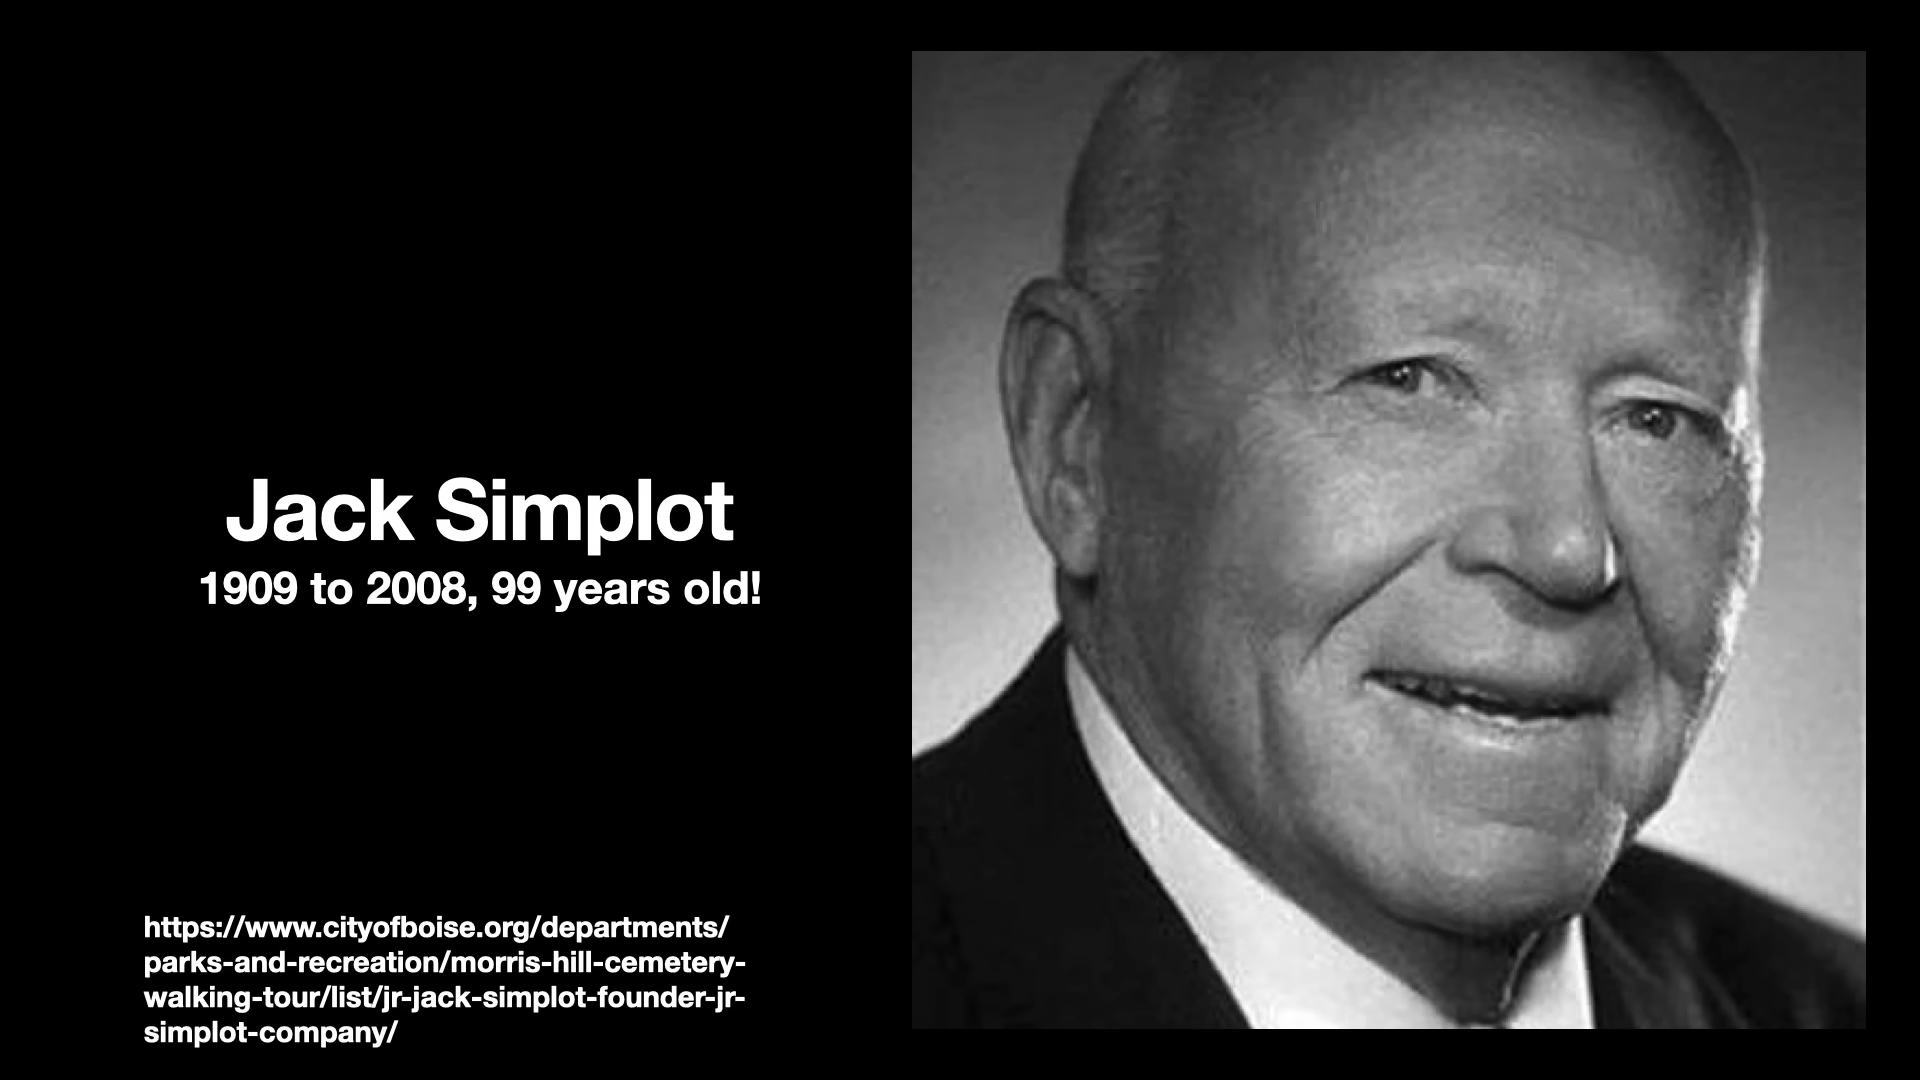 Jack Simplot
1909 to 2008, 99 years old!
https://www.cityofboise.org/departments/
parks-and-recreation/morris-hill-cemetery-
walking-tour/list/jr-jack-simplot-founder-jr-
simplot-company/